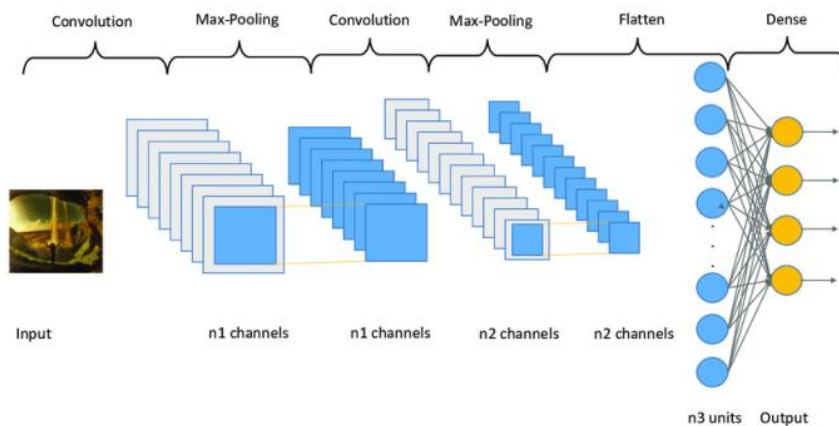 Convolution Max-Pooling Convolution Max-Pooling Flatten Dense
Input n1 channels n1 channels n2 channels n2 channels
n3 units Output